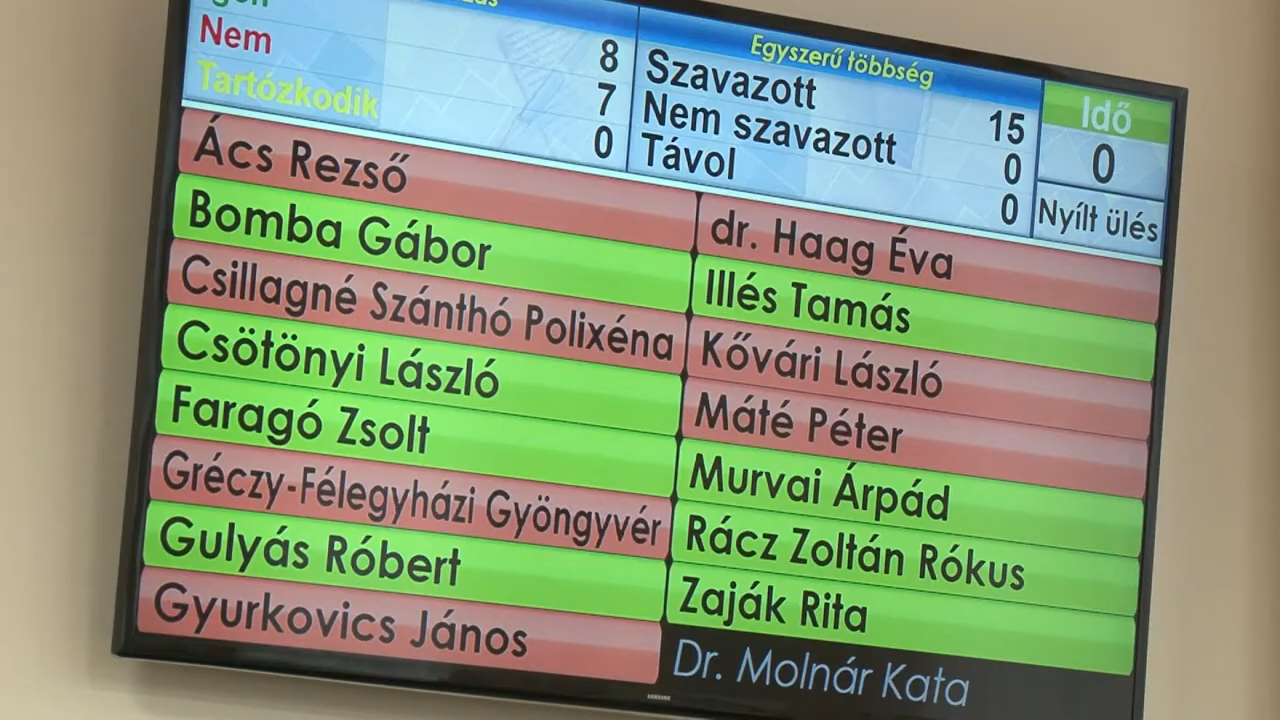 Igen
Nem
Tartózkodik
8
7
0
Egyszerű többség
Szavazott 15
Nem szavazott 0
Távol 0
Idő
0
Nyílt ülés
Ács Rezső
Bomba Gábor
Csillagné Szánthó Polixéna
Csötönyi László
Faragó Zsolt
Gréczy-Félegyházi Gyöngyvér
Gulyás Róbert
Gyurkovics János
dr. Haag Éva
Illés Tamás
Kővári László
Máté Péter
Murvai Árpád
Rácz Zoltán Rókus
Zaják Rita
Dr. Molnár Kata
SAMSUNG